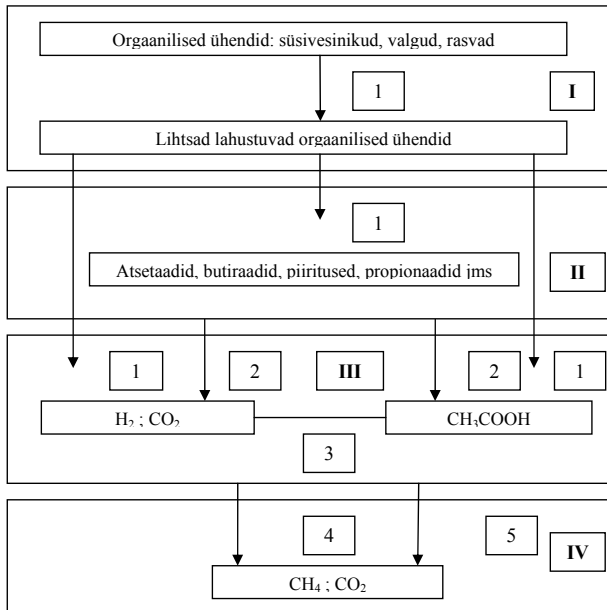 Orgaanilised ühendid: süsivesinikud, valgud, rasvad
1
I
Lihtsad lahustuvad orgaanilised ühendid
1
Atsetaadid, butiraadid, piiritused, propionaadid jms
II
1
2
III
2
1
H₂ ; CO₂
CH₃COOH
3
4
5
IV
CH₄ ; CO₂